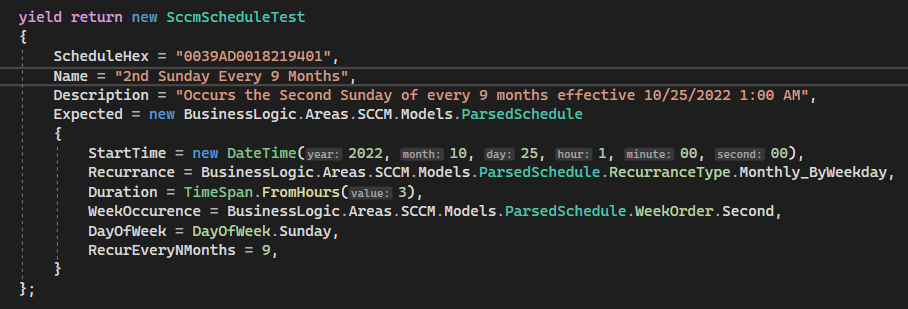 yield return new SccmScheduleTest
{
ScheduleHex = "0039AD0018219401",
Name = "2nd Sunday Every 9 Months",
Description = "Occurs the Second Sunday of every 9 months effective 10/25/2022 1:00 AM",
Expected = new BusinessLogic.Areas.SCCM.Models.ParsedSchedule
{
StartTime = new DateTime(year: 2022, month: 10, day: 25, hour: 1, minute: 00, second: 00),
Recurrance = BusinessLogic.Areas.SCCM.Models.ParsedSchedule.RecurranceType.Monthly_ByWeekday,
Duration = TimeSpan.FromHours(value: 3),
WeekOccurence = BusinessLogic.Areas.SCCM.Models.ParsedSchedule.WeekOrder.Second,
DayOfWeek = DayOfWeek.Sunday,
RecurEveryNMonths = 9,
}
};